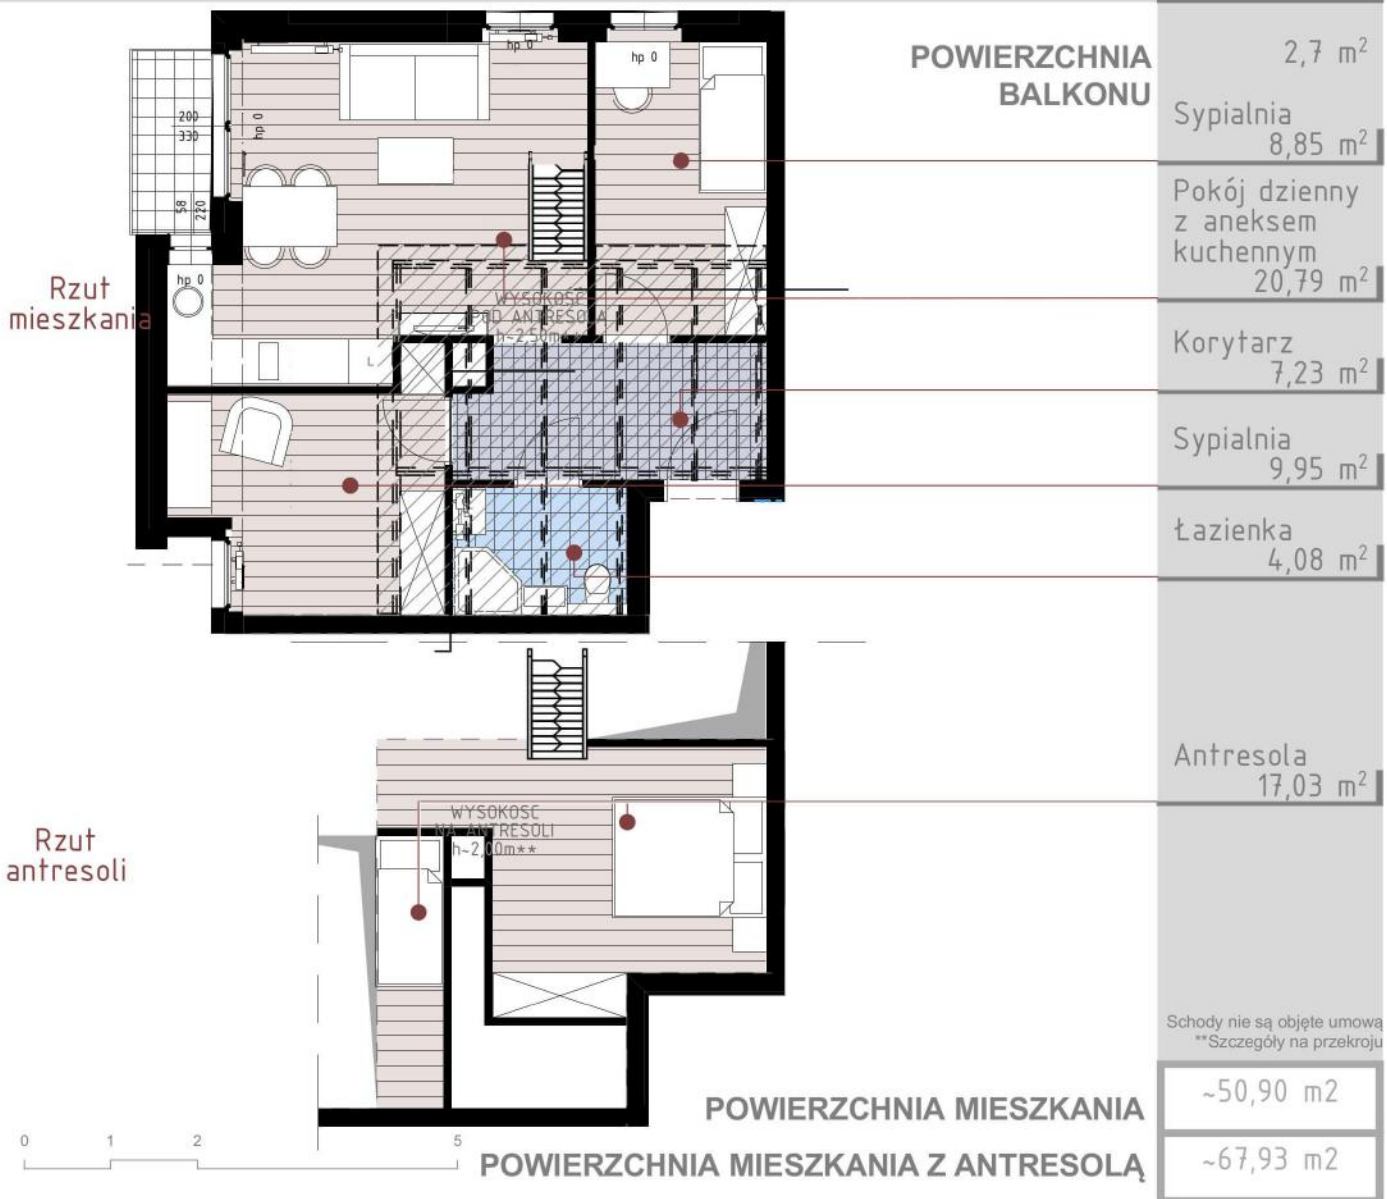 POWIERZCHNIA
BALKONU
2,7 m²
Sypialnia
8,85 m²
Pokój dzienny
z aneksem
kuchennym
20,79 m²
Korytarz
7,23 m²
Sypialnia
9,95 m²
Łazienka
4,08 m²
Antresola
17,03 m²
Schody nie są objęte umową
**Szczegóły na przekroju
~50,90 m2
~67,93 m2
POWIERZCHNIA MIESZKANIA
POWIERZCHNIA MIESZKANIA Z ANTRESOLĄ
Rzut
mieszkania
hp 0
hp 0
hp 0
hp 0
200
330
58
220
L
WYSOKOŚĆ
POD ANTRESOLĄ
h~2,50m**
Rzut
antresoli
WYSOKOŚĆ
NA ANTRESOLI
h~2,00m**
0 1 2 5